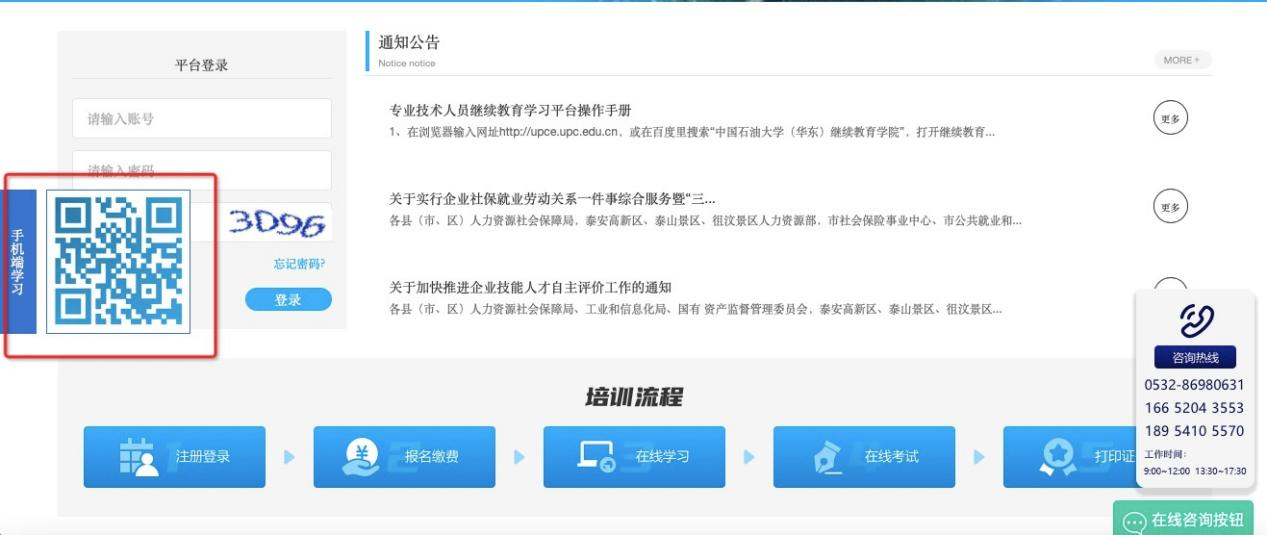 平台登录
请输入账号
请输入密码
3D96
忘记密码?
登录
手机端学习
通知公告
Notice notice
MORE +
专业技术人员继续教育学习平台操作手册
1、在浏览器输入网址http://upce.upc.edu.cn，或在百度里搜索“中国石油大学（华东）继续教育学院”，打开继续教育...
更多
关于实行企业社保就业劳动关系一件事综合服务暨“三...
各县（市、区）人力资源社会保障局，泰安高新区、泰山景区、徂汶景区人力资源部，市社会保险事业中心、市公共就业和...
更多
关于加快推进企业技能人才自主评价工作的通知
各县（市、区）人力资源社会保障局、工业和信息化局、国有 资产监督管理委员会，泰安高新区、泰山景区、徂汶景区...
培训流程
1 注册登录
2 报名缴费
3 在线学习
4 在线考试
5 打印证
咨询热线
0532-86980631
166 5204 3553
189 5410 5570
工作时间：
9:00~12:00 13:30~17:30
在线咨询按钮